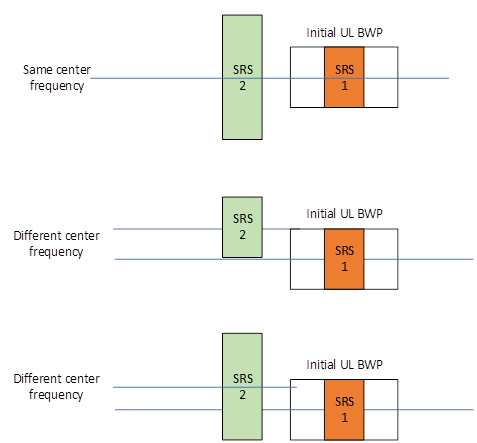 Initial UL BWP
Same center
frequency
SRS
2
SRS
1
Initial UL BWP
Different center
frequency
SRS
2
SRS
1
Initial UL BWP
Different center
frequency
SRS
2
SRS
1